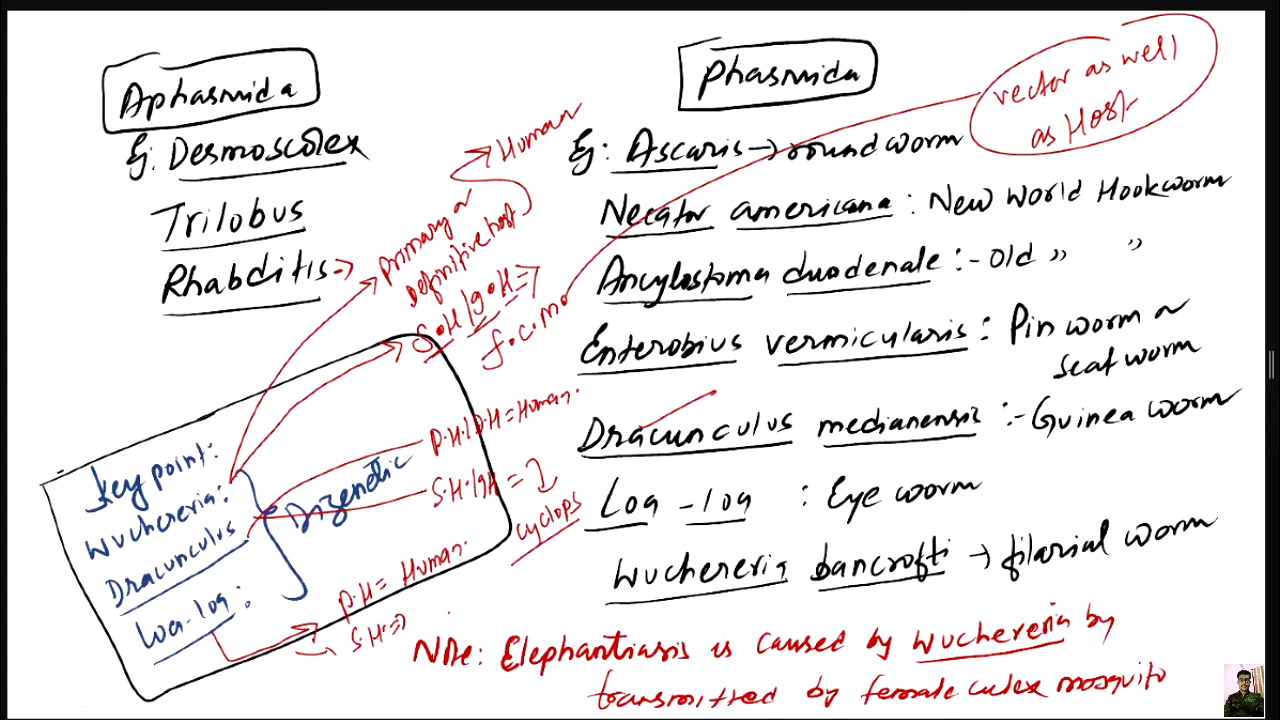 Aphasmida
Eg: Desmoscolex
Trilobus
Rhabditis →
Phasmida
vector as well
as Host
Eg: Ascaris → roundworm
Necator americana : New World Hookworm
Ancylostoma duodenale :- Old " "
Enterobius vermicularis : Pin worm or
seat worm
Dracunculus medianensis :- Guinea worm
Loa - loa : Eye worm
Wuchereria bancrofti → filarial worm
Human
Primary or
definitive host
S.H/I.H ⇒
f.c.m.
P.H/D.H = Human.
S.H/IH =
cyclops
Key point:
Wuchereria:
Dracunculus
Loa-loa:
Digenetic
P.H = Human.
S.H ⇒
Note: Elephantiasis is caused by Wuchereria by
transmitted by female culex mosquito